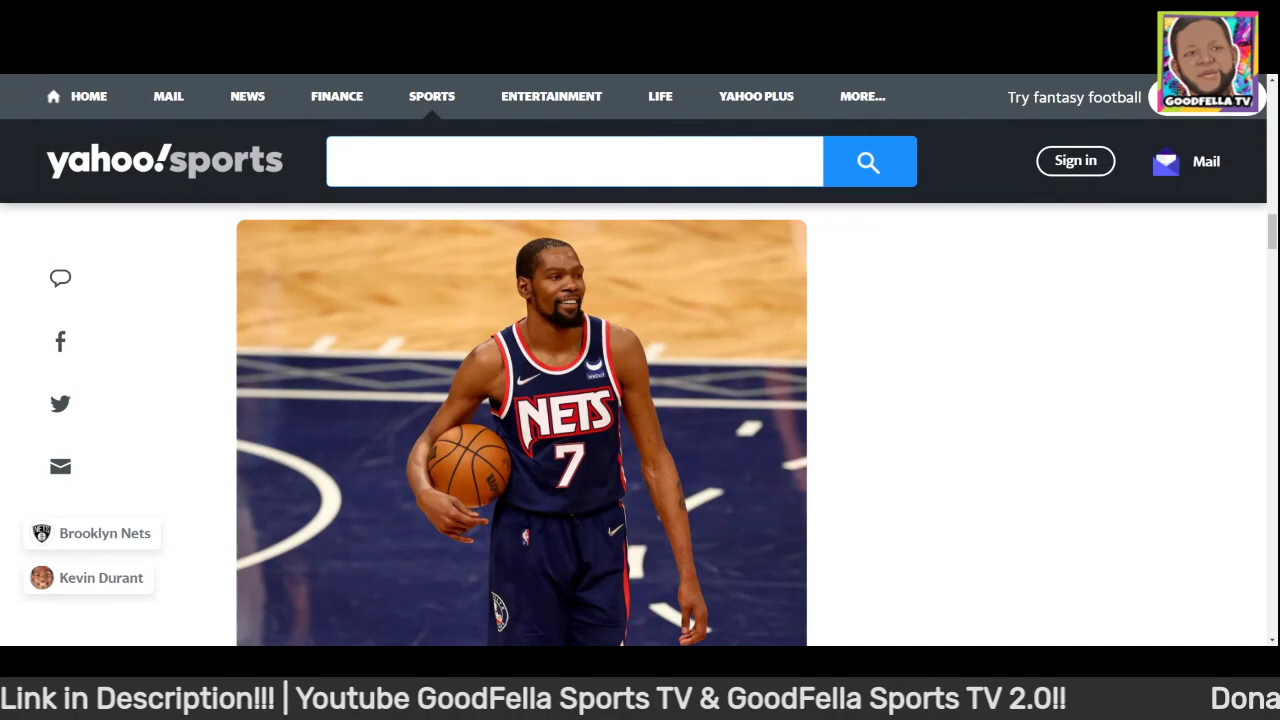 GOODFELLA TV
HOME MAIL NEWS FINANCE SPORTS ENTERTAINMENT LIFE YAHOO PLUS MORE... Try fantasy football
yahoo!sports Sign in Mail
NETS
7
Brooklyn Nets
Kevin Durant
Link in Description!!! | Youtube GoodFella Sports TV & GoodFella Sports TV 2.0!! Dona